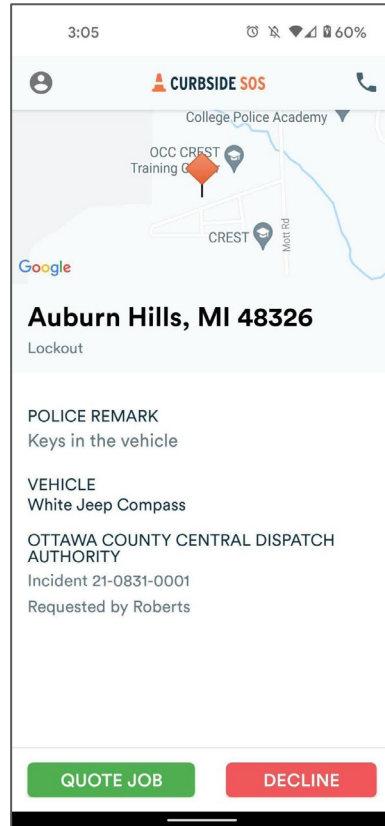 3:05
60%
CURBSIDE SOS
College Police Academy
OCC CREST
Training
CREST
Mott Rd
Google
Auburn Hills, MI 48326
Lockout
POLICE REMARK
Keys in the vehicle
VEHICLE
White Jeep Compass
OTTAWA COUNTY CENTRAL DISPATCH
AUTHORITY
Incident 21-0831-0001
Requested by Roberts
QUOTE JOB
DECLINE